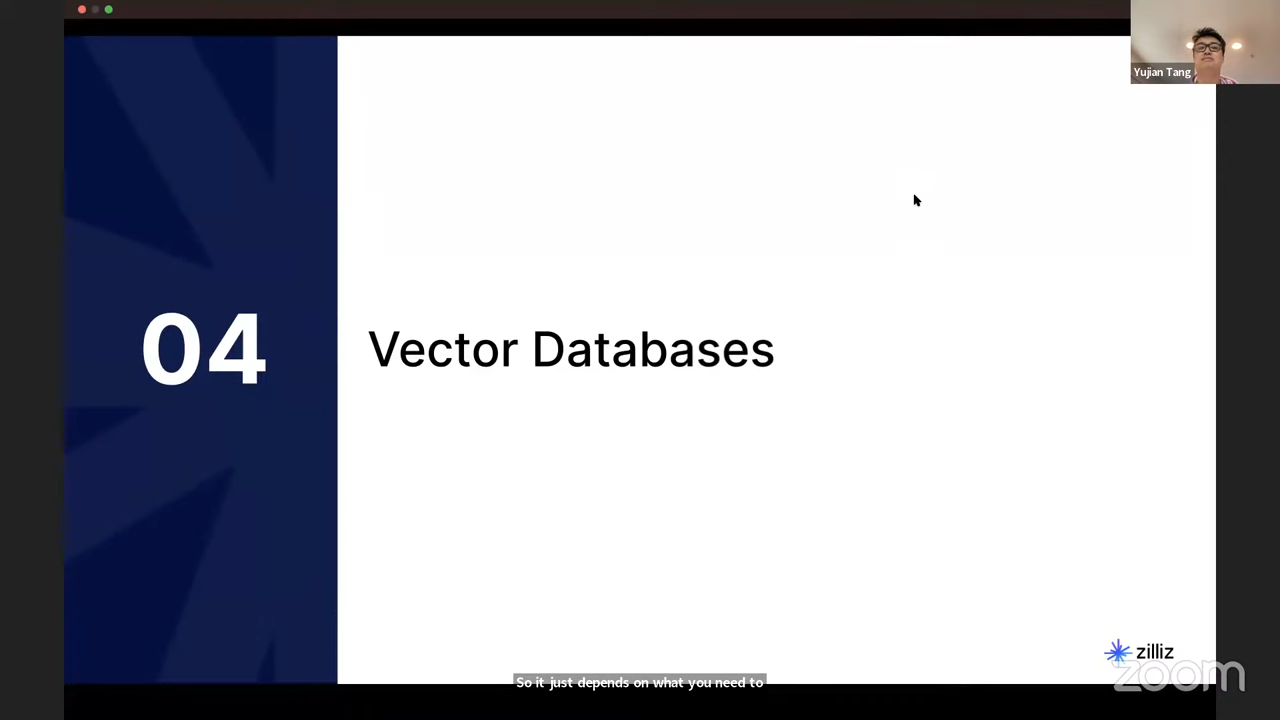 Yujian Tang
04
Vector Databases
zilliz
zoom
So it just depends on what you need to